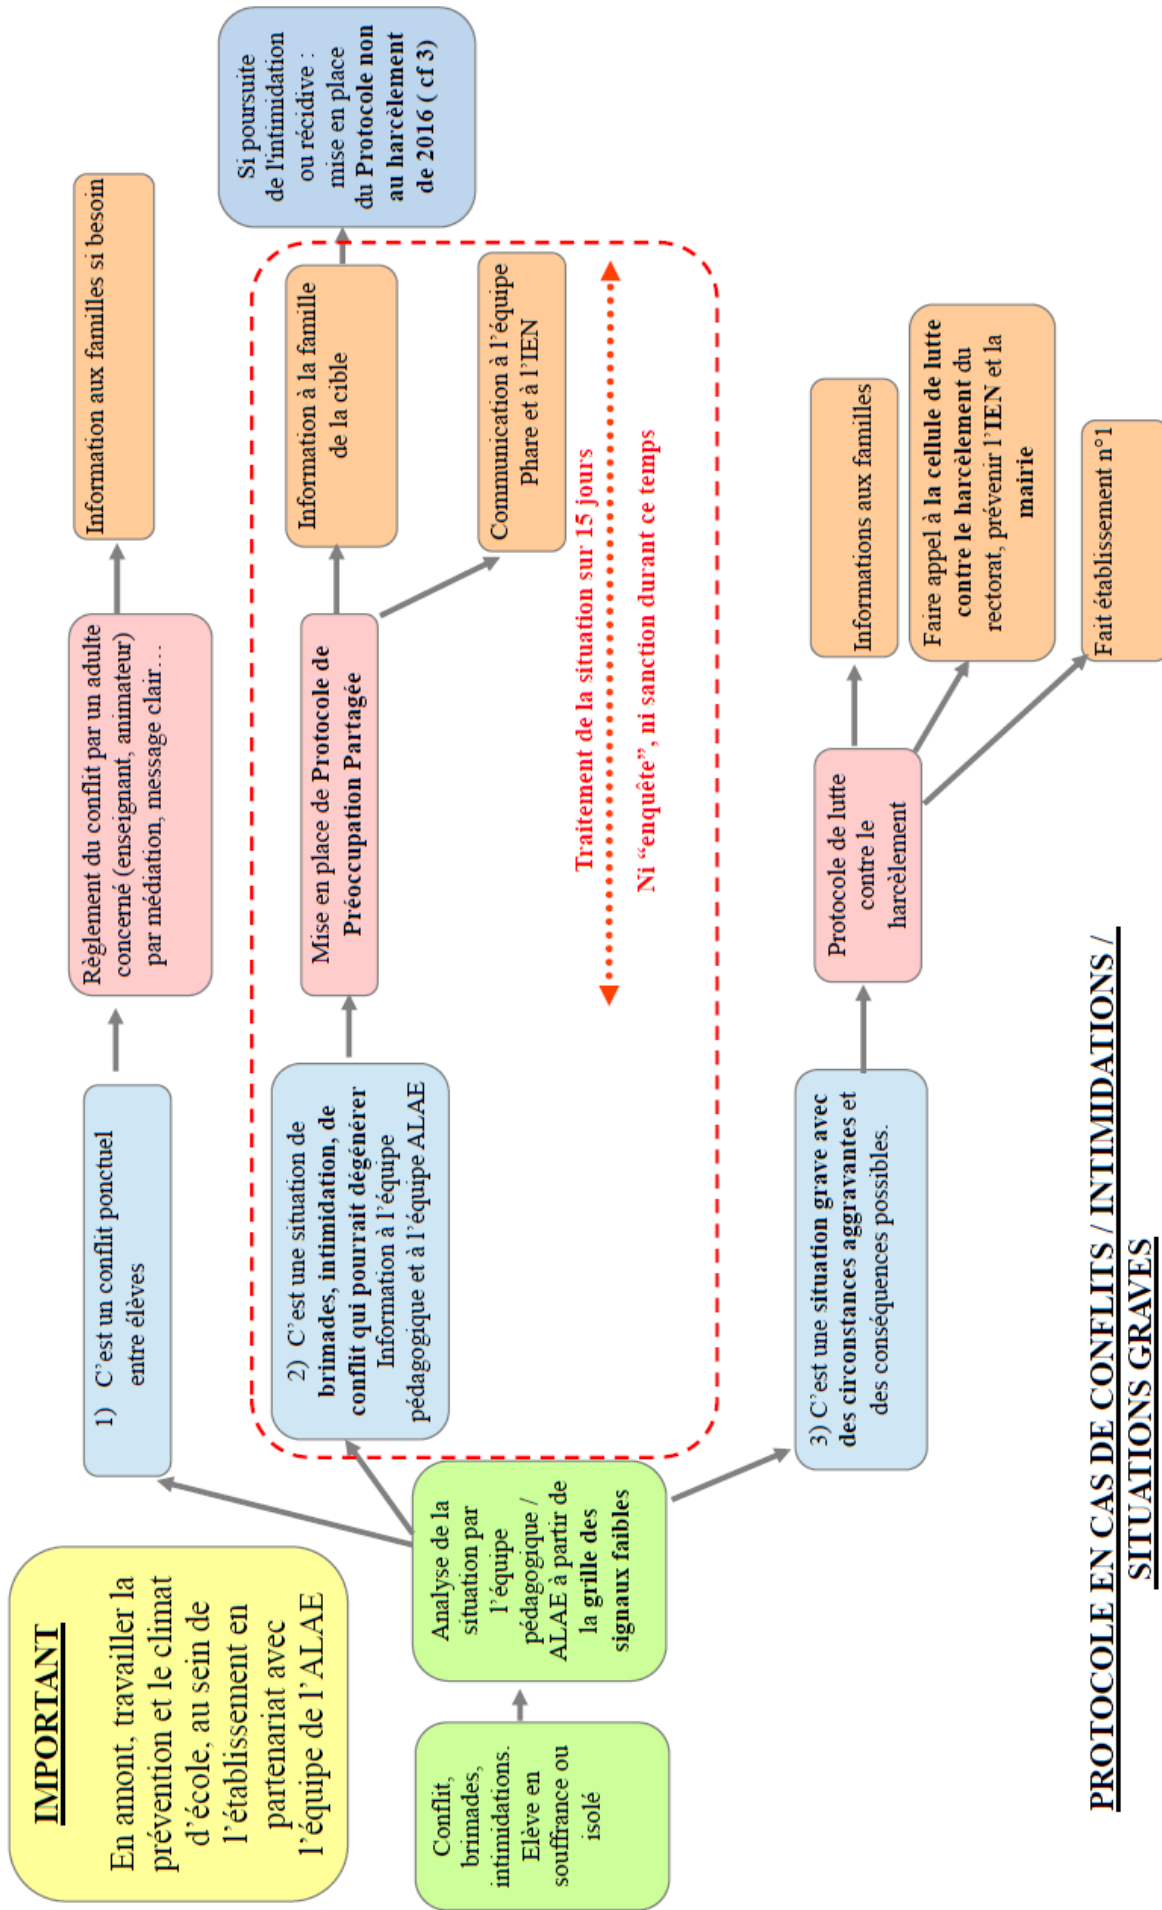 IMPORTANT
En amont, travailler la
prévention et le climat
d’école, au sein de
l’établissement en
partenariat avec
l’équipe de l’ALAE
Conflit,
brimades,
intimidations.
Elève en
souffrance ou
isolé
Analyse de la
situation par
l’équipe
pédagogique /
ALAE à partir de
la grille des
signaux faibles
1) C’est un conflit ponctuel
entre élèves
Règlement du conflit par un adulte
concerné (enseignant, animateur)
par médiation, message clair…
Information aux familles si besoin
2) C’est une situation de
brimades, intimidation, de
conflit qui pourrait dégénérer
Information à l’équipe
pédagogique et à l’équipe ALAE
Mise en place de Protocole de
Préoccupation Partagée
Information à la famille
de la cible
Communication à l’équipe
Phare et à l’IEN
Si poursuite
de l'intimidation
ou récidive :
mise en place
du Protocole non
au harcèlement
de 2016 ( cf 3)
Traitement de la situation sur 15 jours
Ni “enquête”, ni sanction durant ce temps
3) C’est une situation grave avec
des circonstances aggravantes et
des conséquences possibles.
Protocole de lutte
contre le
harcèlement
Informations aux familles
Faire appel à la cellule de lutte
contre le harcèlement du
rectorat, prévenir l’IEN et la
mairie
Fait établissement n°1
PROTOCOLE EN CAS DE CONFLITS / INTIMIDATIONS /
SITUATIONS GRAVES